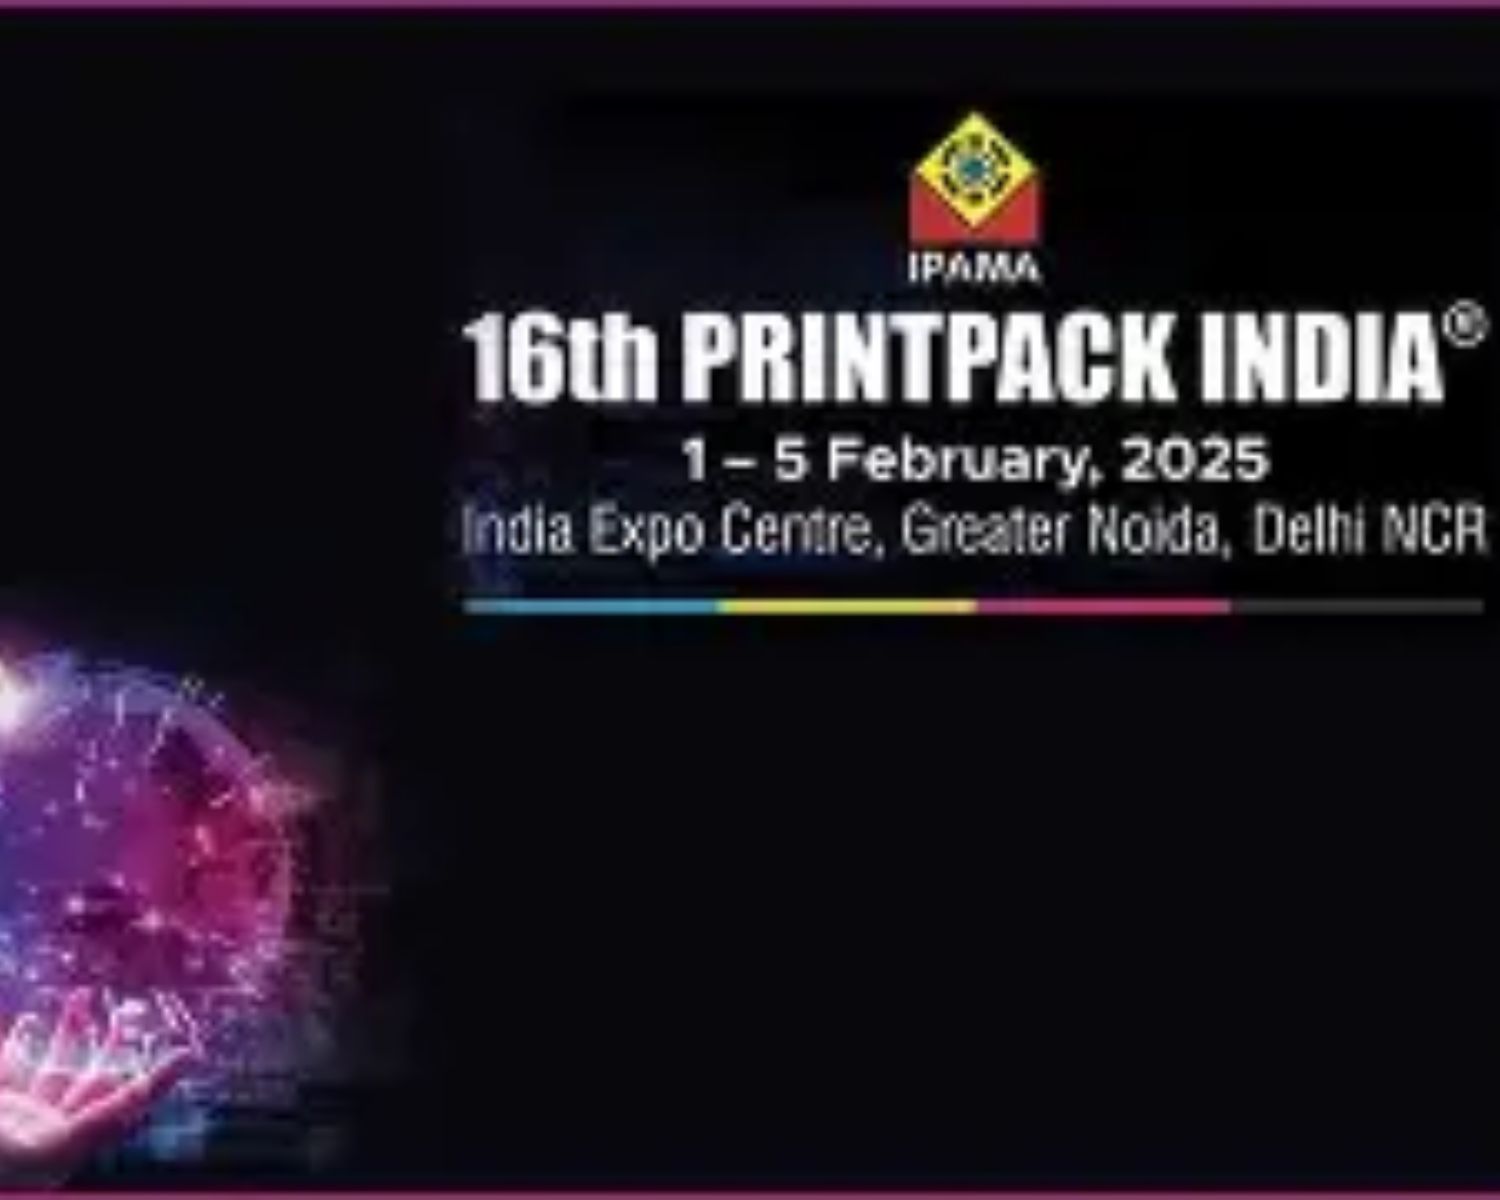 IPAMA
16th PRINTPACK INDIA®
1 – 5 February, 2025
India Expo Centre, Greater Noida, Delhi NCR